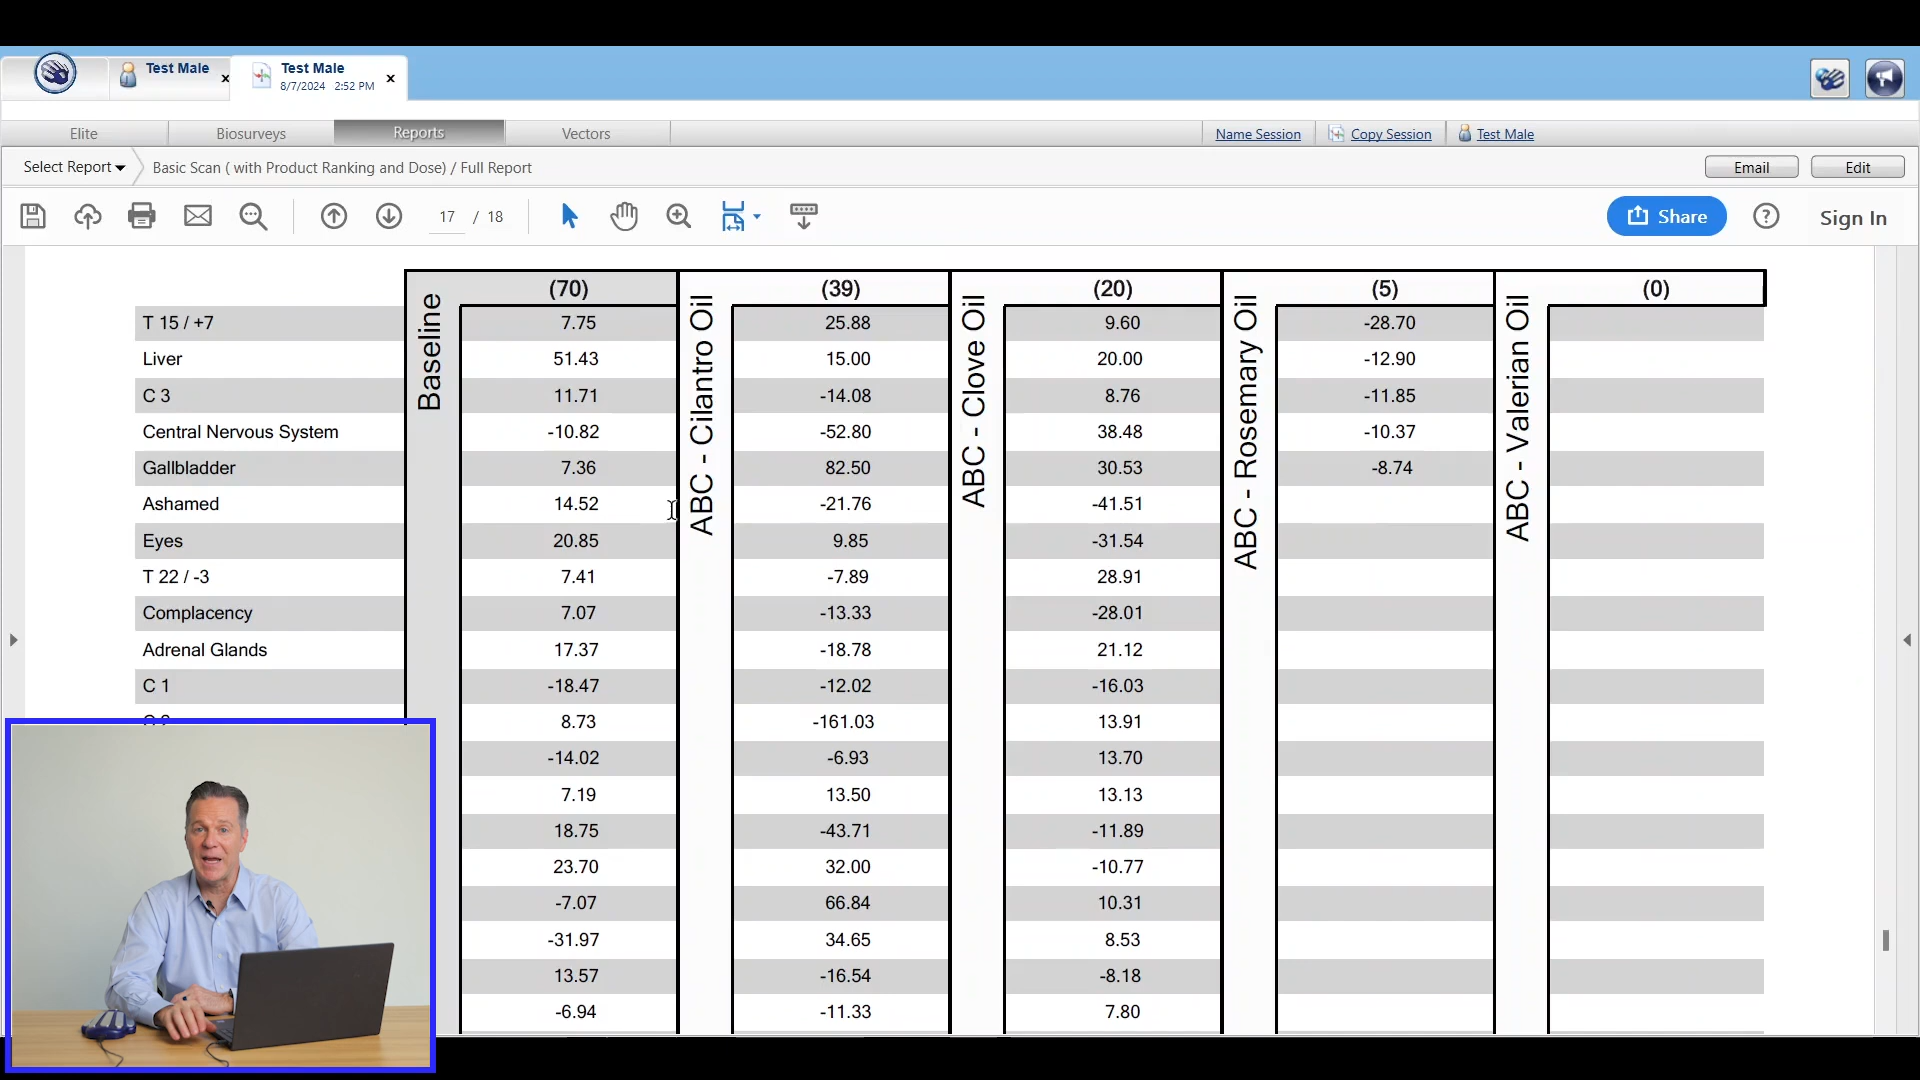 Test Male
x
Test Male
8/7/2024 2:52 PM
x
Elite
Biosurveys
Reports
Vectors
Name Session
Copy Session
Test Male
Select Report
Basic Scan ( with Product Ranking and Dose) / Full Report
Email
Edit
17 / 18
Share
?
Sign In
Baseline (70) ABC - Cilantro Oil (39) ABC - Clove Oil (20) ABC - Rosemary Oil (5) ABC - Valerian Oil (0)
T 15 / +7 7.75 25.88 9.60 -28.70
Liver 51.43 15.00 20.00 -12.90
C 3 11.71 -14.08 8.76 -11.85
Central Nervous System -10.82 -52.80 38.48 -10.37
Gallbladder 7.36 82.50 30.53 -8.74
Ashamed 14.52 -21.76 -41.51
Eyes 20.85 9.85 -31.54
T 22 / -3 7.41 -7.89 28.91
Complacency 7.07 -13.33 -28.01
Adrenal Glands 17.37 -18.78 21.12
C 1 -18.47 -12.02 -16.03
8.73 -161.03 13.91
-14.02 -6.93 13.70
7.19 13.50 13.13
18.75 -43.71 -11.89
23.70 32.00 -10.77
-7.07 66.84 10.31
-31.97 34.65 8.53
13.57 -16.54 -8.18
-6.94 -11.33 7.80